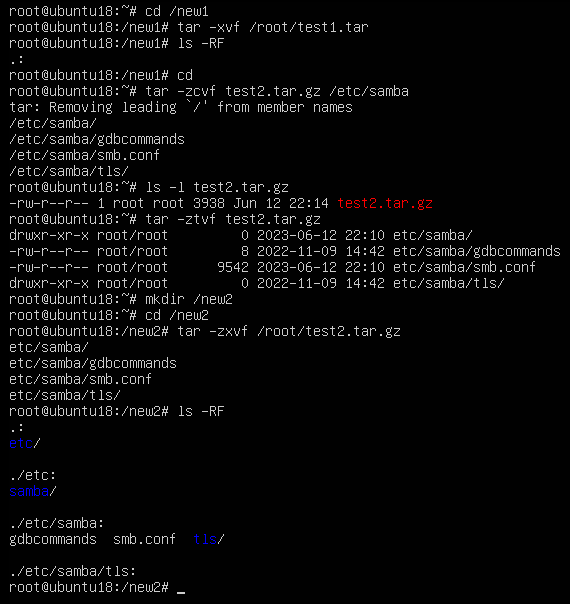 root@ubuntu18:~# cd /new1
root@ubuntu18:/new1# tar -xvf /root/test1.tar
root@ubuntu18:/new1# ls -RF
.:
root@ubuntu18:/new1# cd
root@ubuntu18:~# tar -zcvf test2.tar.gz /etc/samba
tar: Removing leading `/' from member names
/etc/samba/
/etc/samba/gdbcommands
/etc/samba/smb.conf
/etc/samba/tls/
root@ubuntu18:~# ls -l test2.tar.gz
-rw-r--r-- 1 root root 3938 Jun 12 22:14 test2.tar.gz
root@ubuntu18:~# tar -ztvf test2.tar.gz
drwxr-xr-x root/root         0 2023-06-12 22:10 etc/samba/
-rw-r--r-- root/root         8 2022-11-09 14:42 etc/samba/gdbcommands
-rw-r--r-- root/root      9542 2023-06-12 22:10 etc/samba/smb.conf
drwxr-xr-x root/root         0 2022-11-09 14:42 etc/samba/tls/
root@ubuntu18:~# mkdir /new2
root@ubuntu18:~# cd /new2
root@ubuntu18:/new2# tar -zxvf /root/test2.tar.gz
etc/samba/
etc/samba/gdbcommands
etc/samba/smb.conf
etc/samba/tls/
root@ubuntu18:/new2# ls -RF
.:
etc/

./etc:
samba/

./etc/samba:
gdbcommands  smb.conf  tls/

./etc/samba/tls:
root@ubuntu18:/new2# _